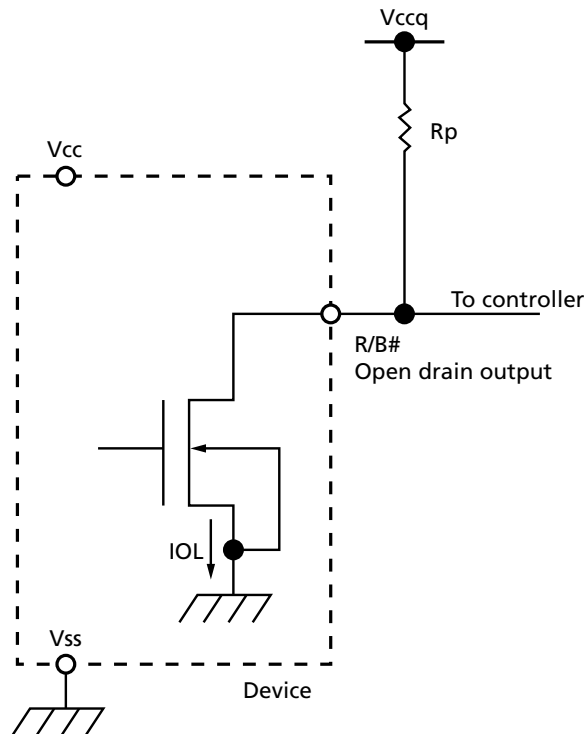 Vccq
Rp
Vcc
To controller
R/B#
Open drain output
IOL
Vss
Device